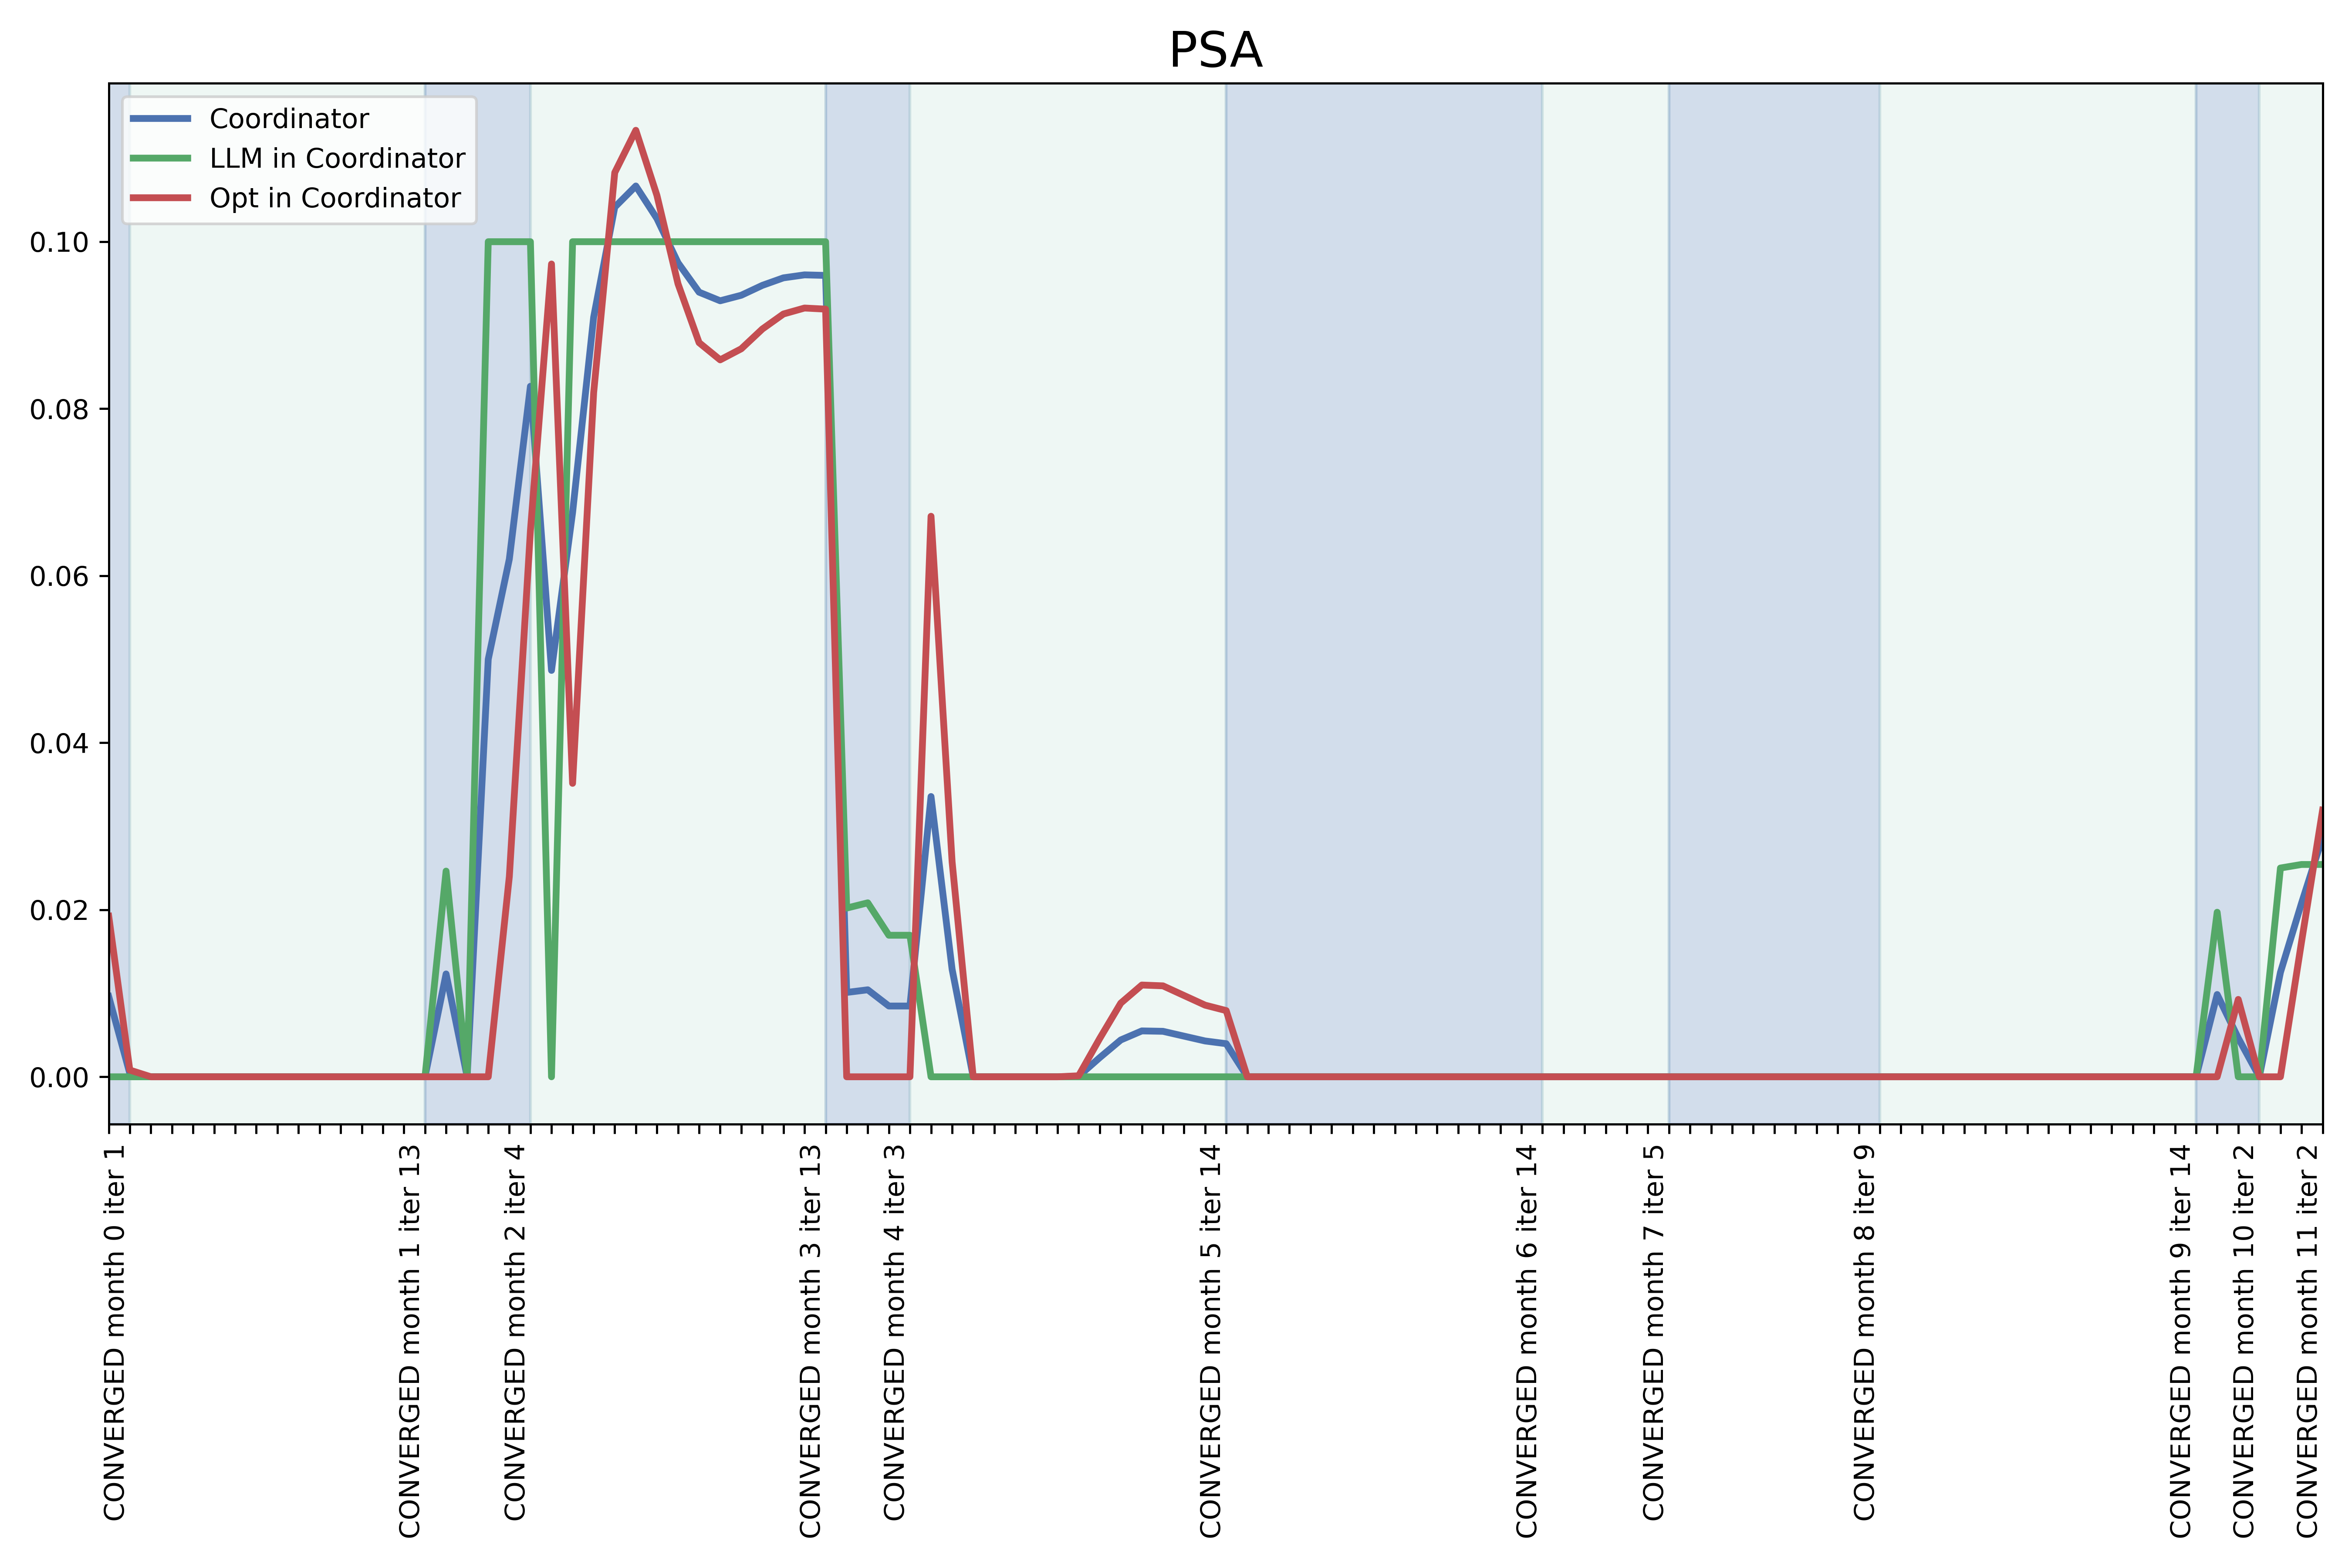 PSA
Coordinator
LLM in Coordinator
Opt in Coordinator
0.10
0.08
0.06
0.04
0.02
0.00
CONVERGED month 0 iter 1
CONVERGED month 1 iter 13
CONVERGED month 2 iter 4
CONVERGED month 3 iter 13
CONVERGED month 4 iter 3
CONVERGED month 5 iter 14
CONVERGED month 6 iter 14
CONVERGED month 7 iter 5
CONVERGED month 8 iter 9
CONVERGED month 9 iter 14
CONVERGED month 10 iter 2
CONVERGED month 11 iter 2